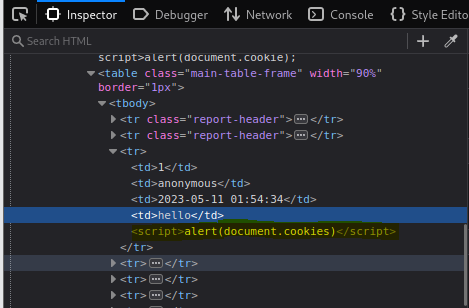 Inspector Debugger Network Console Style Editor
Search HTML
script>alert(document.cookie);
<table class="main-table-frame" width="90%"
border="1px">
<tbody>
<tr class="report-header"></tr>
<tr class="report-header"></tr>
<tr>
<td>1</td>
<td>anonymous</td>
<td>2023-05-11 01:54:34</td>
<td>hello</td>
<script>alert(document.cookies)</script>
</tr>
<tr></tr>
<tr></tr>
<tr></tr>